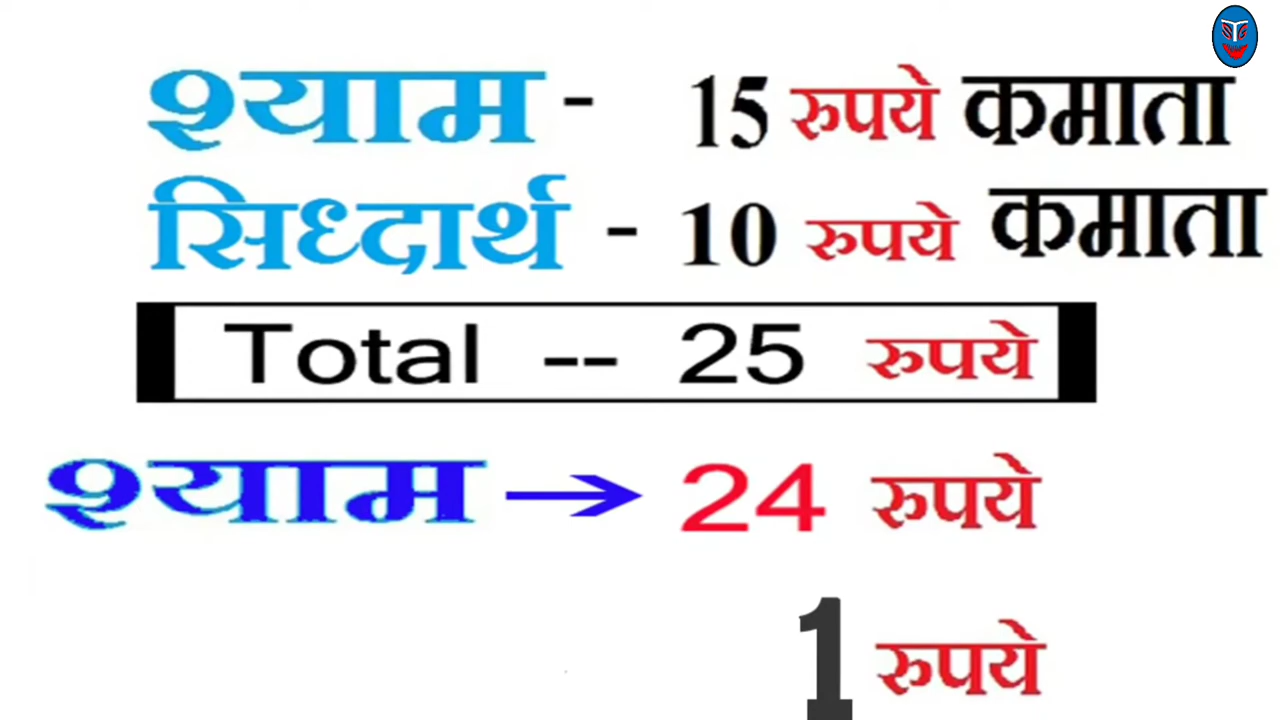 श्याम - 15 रुपये कमाता
सिध्दार्थ - 10 रुपये कमाता
Total -- 25 रुपये
श्याम → 24 रुपये
1 रुपये